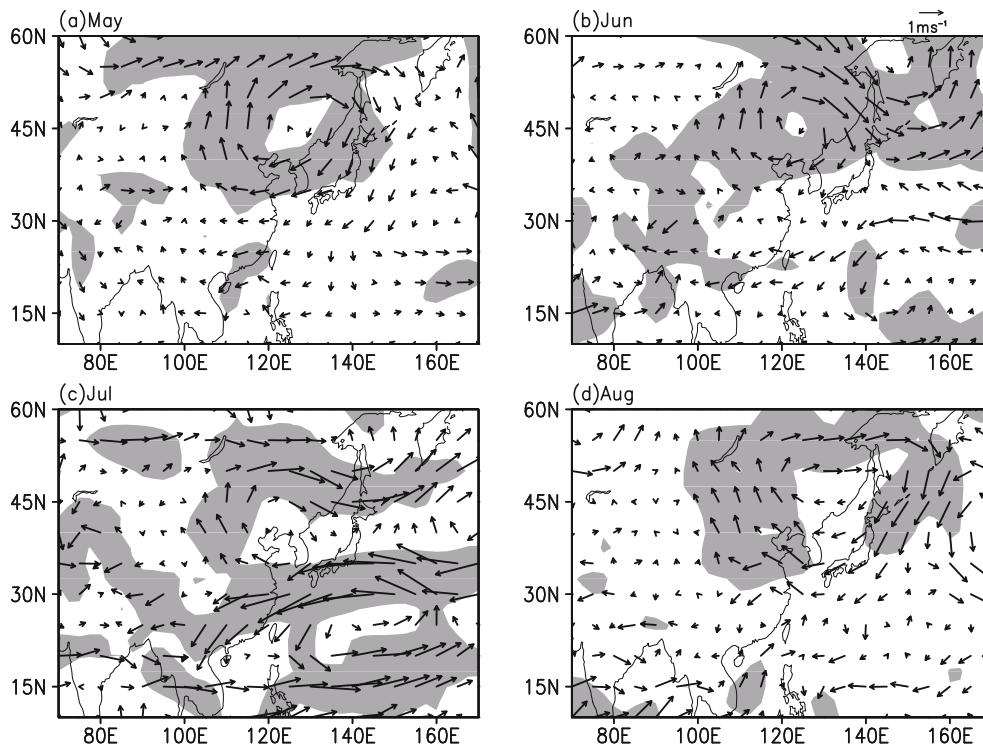 (a)May
(b)Jun
1ms⁻¹
60N
45N
30N
15N
80E
100E
120E
140E
160E
60N
45N
30N
15N
80E
100E
120E
140E
160E
(c)Jul
(d)Aug
60N
45N
30N
15N
80E
100E
120E
140E
160E
60N
45N
30N
15N
80E
100E
120E
140E
160E